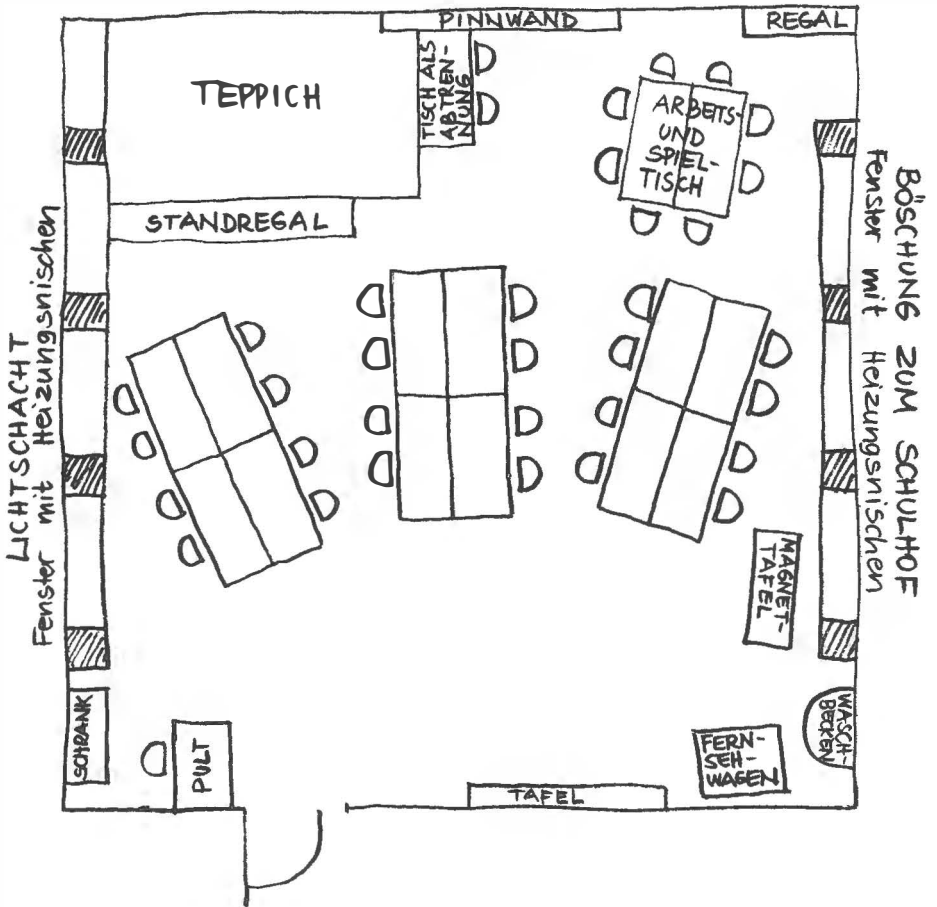 PINNWAND
REGAL
TEPPICH
TISCH ALS
ABTREN-
NUNG
ARBEITS-
UND
SPIEL-
TISCH
STANDREGAL
LICHTSCHACHT
Fenster mit Heizungsnischen
BÖSCHUNG ZUM SCHULHOF
Fenster mit Heizungsnischen
MAGNET-
TAFEL
SCHRANK
PULT
FERN-
SEH-
WAGEN
WASCH-
BECKEN
TAFEL